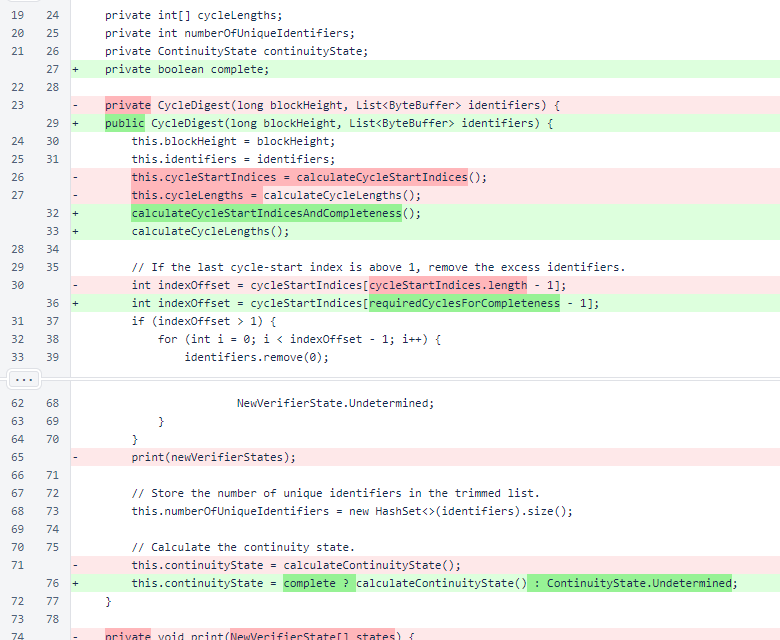 19 24 private int[] cycleLengths;
20 25 private int numberOfUniqueIdentifiers;
21 26 private ContinuityState continuityState;
27 + private boolean complete;
22 28
23 - private CycleDigest(long blockHeight, List<ByteBuffer> identifiers) {
29 + public CycleDigest(long blockHeight, List<ByteBuffer> identifiers) {
24 30 this.blockHeight = blockHeight;
25 31 this.identifiers = identifiers;
26 - this.cycleStartIndices = calculateCycleStartIndices();
27 - this.cycleLengths = calculateCycleLengths();
32 + calculateCycleStartIndicesAndCompleteness();
33 + calculateCycleLengths();
28 34
29 35 // If the last cycle-start index is above 1, remove the excess identifiers.
30 - int indexOffset = cycleStartIndices[cycleStartIndices.length - 1];
36 + int indexOffset = cycleStartIndices[requiredCyclesForCompleteness - 1];
31 37 if (indexOffset > 1) {
32 38 for (int i = 0; i < indexOffset - 1; i++) {
33 39 identifiers.remove(0);
...
62 68 NewVerifierState.Undetermined;
63 69 }
64 70 }
65 - print(newVerifierStates);
66 71
67 72 // Store the number of unique identifiers in the trimmed list.
68 73 this.numberOfUniqueIdentifiers = new HashSet<>(identifiers).size();
69 74
70 75 // Calculate the continuity state.
71 - this.continuityState = calculateContinuityState();
76 + this.continuityState = complete ? calculateContinuityState() : ContinuityState.Undetermined;
72 77 }
73 78
74 - private void print(NewVerifierState[] states) {